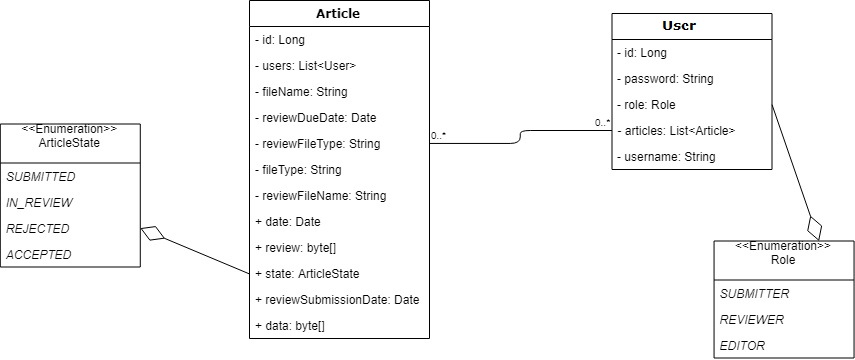 Article
- id: Long
- users: List<User>
- fileName: String
- reviewDueDate: Date
- reviewFileType: String
- fileType: String
- reviewFileName: String
+ date: Date
+ review: byte[]
+ state: ArticleState
+ reviewSubmissionDate: Date
+ data: byte[]
0..*
0..*
User
- id: Long
- password: String
- role: Role
- articles: List<Article>
- username: String
<<Enumeration>>
ArticleState
SUBMITTED
IN_REVIEW
REJECTED
ACCEPTED
<<Enumeration>>
Role
SUBMITTER
REVIEWER
EDITOR